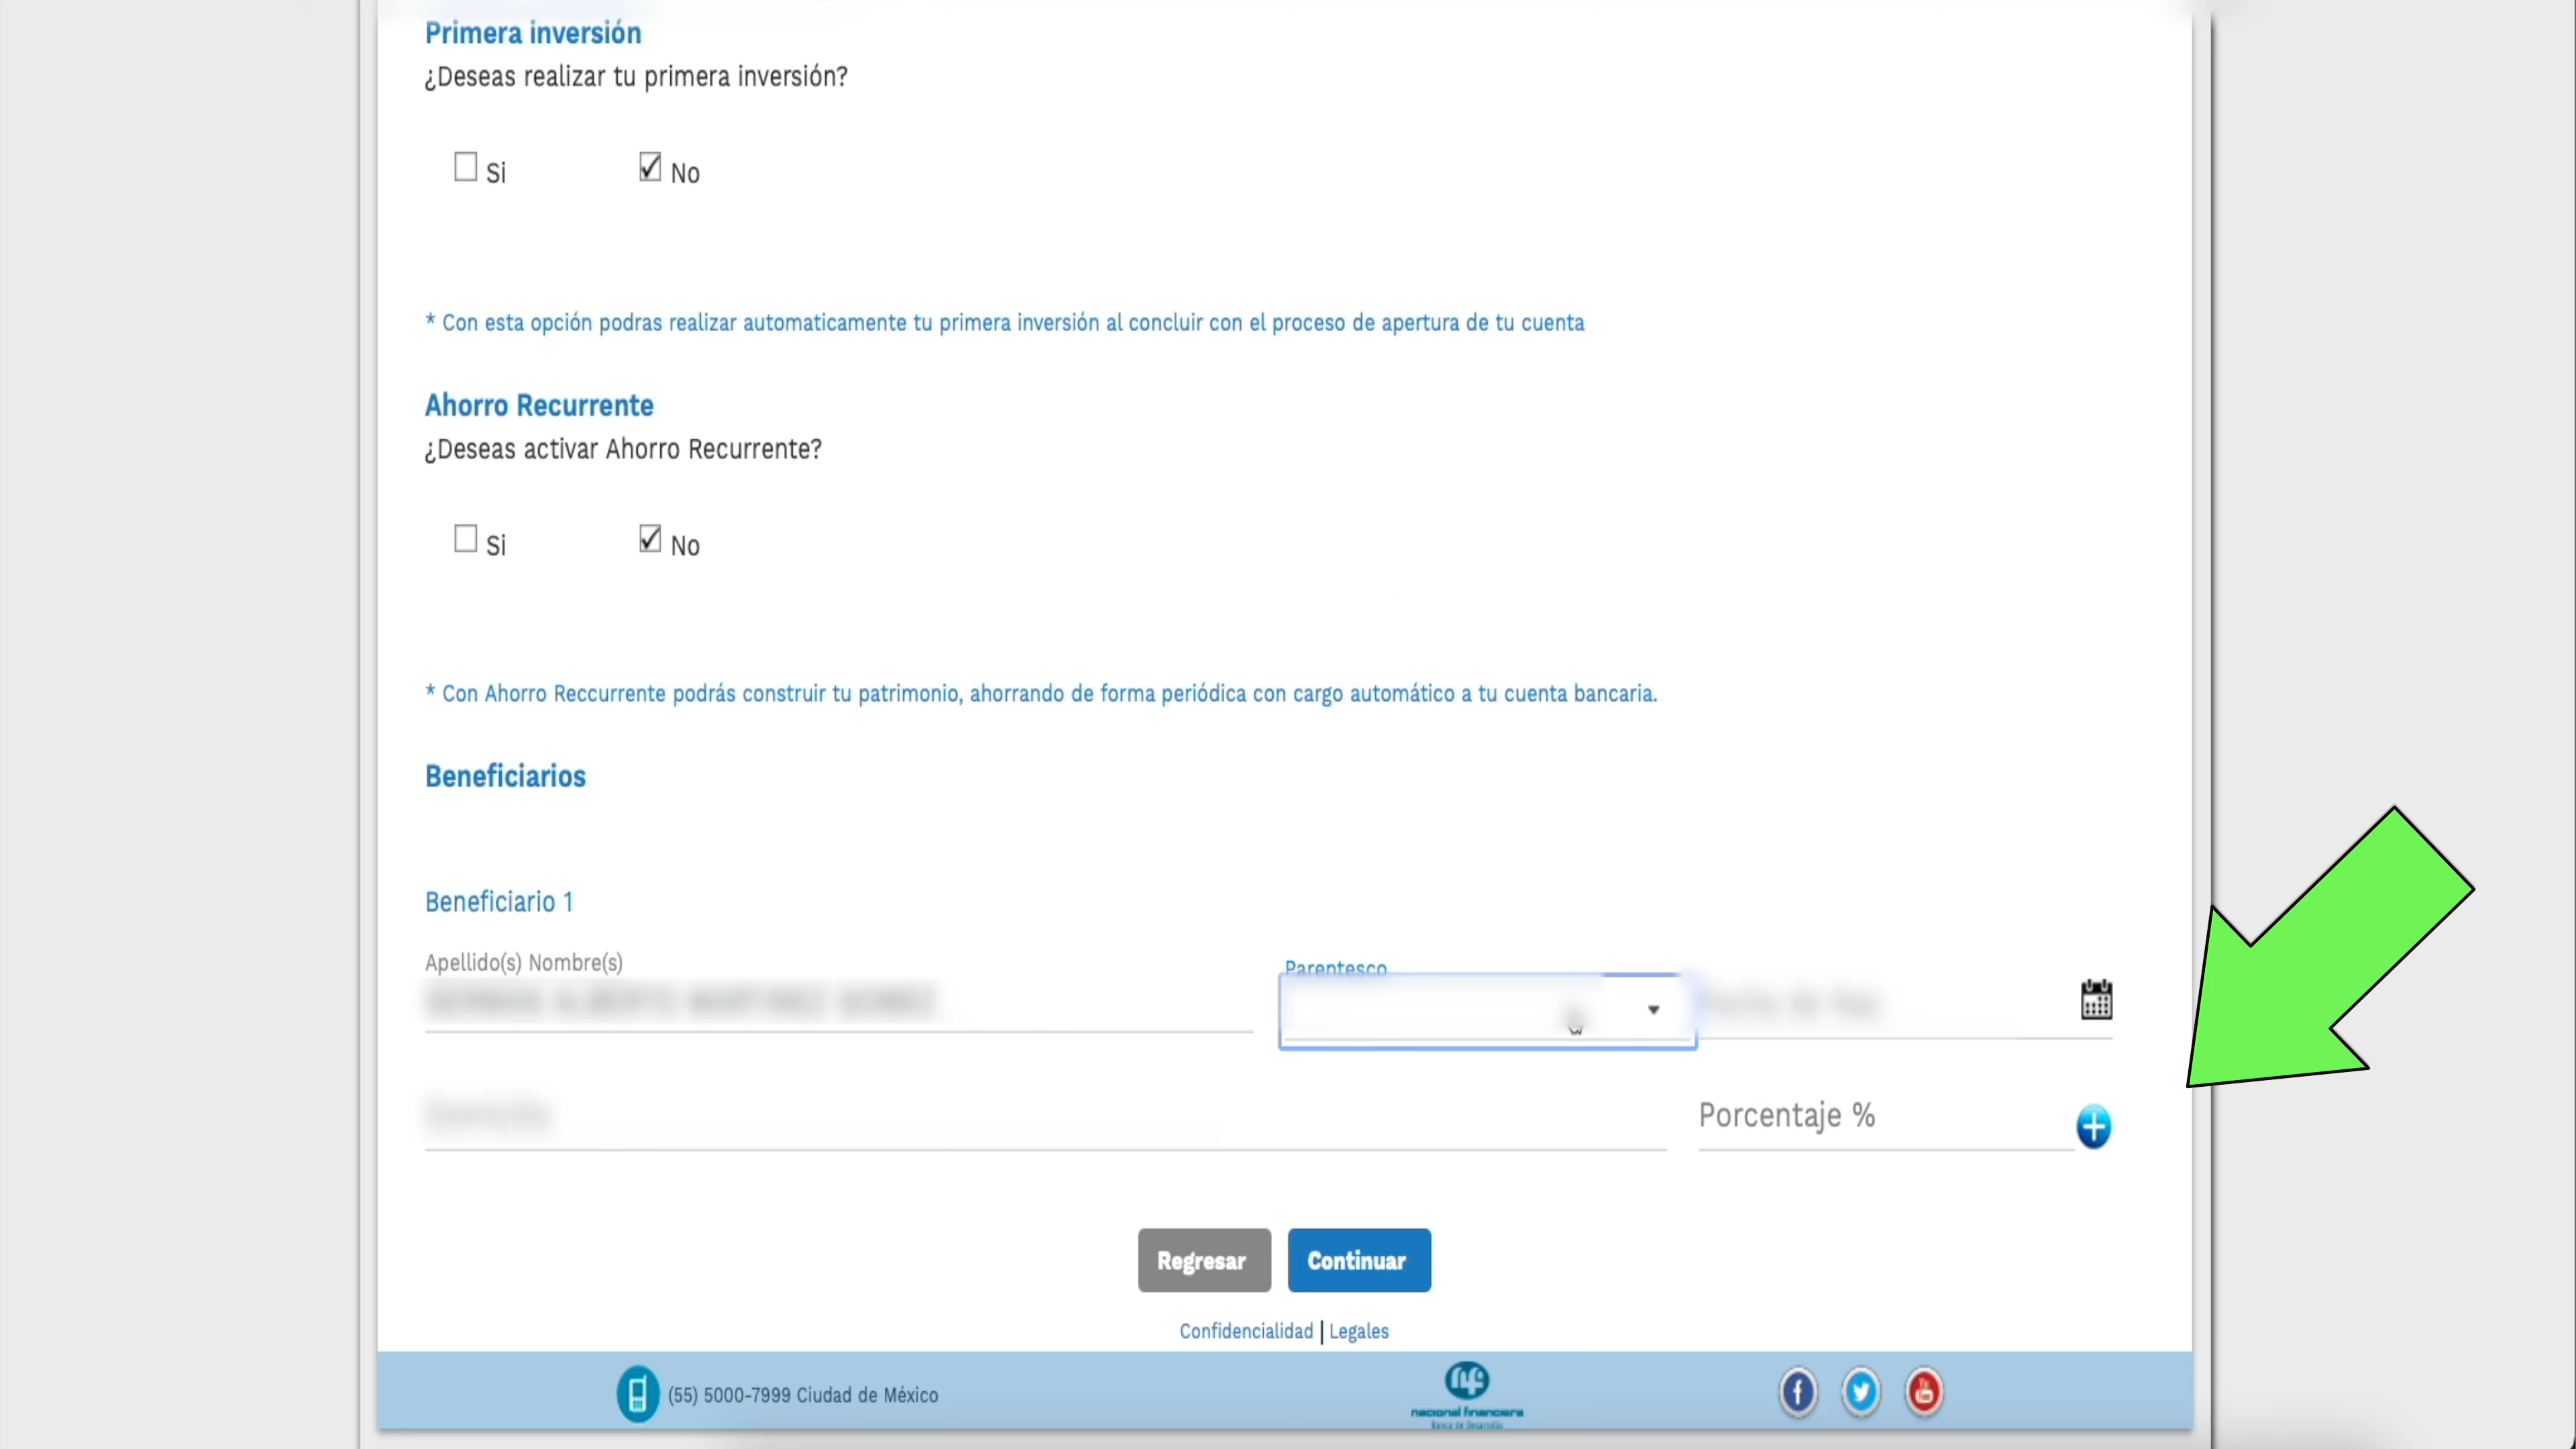 Primera inversión
¿Deseas realizar tu primera inversión?
Si No
* Con esta opción podras realizar automaticamente tu primera inversión al concluir con el proceso de apertura de tu cuenta
Ahorro Recurrente
¿Deseas activar Ahorro Recurrente?
Si No
* Con Ahorro Reccurrente podrás construir tu patrimonio, ahorrando de forma periódica con cargo automático a tu cuenta bancaria.
Beneficiarios
Beneficiario 1
Apellido(s) Nombre(s) Parentesco
Porcentaje %
Regresar Continuar
Confidencialidad | Legales
(55) 5000-7999 Ciudad de México
nacional financiera
Banca de Desarrollo